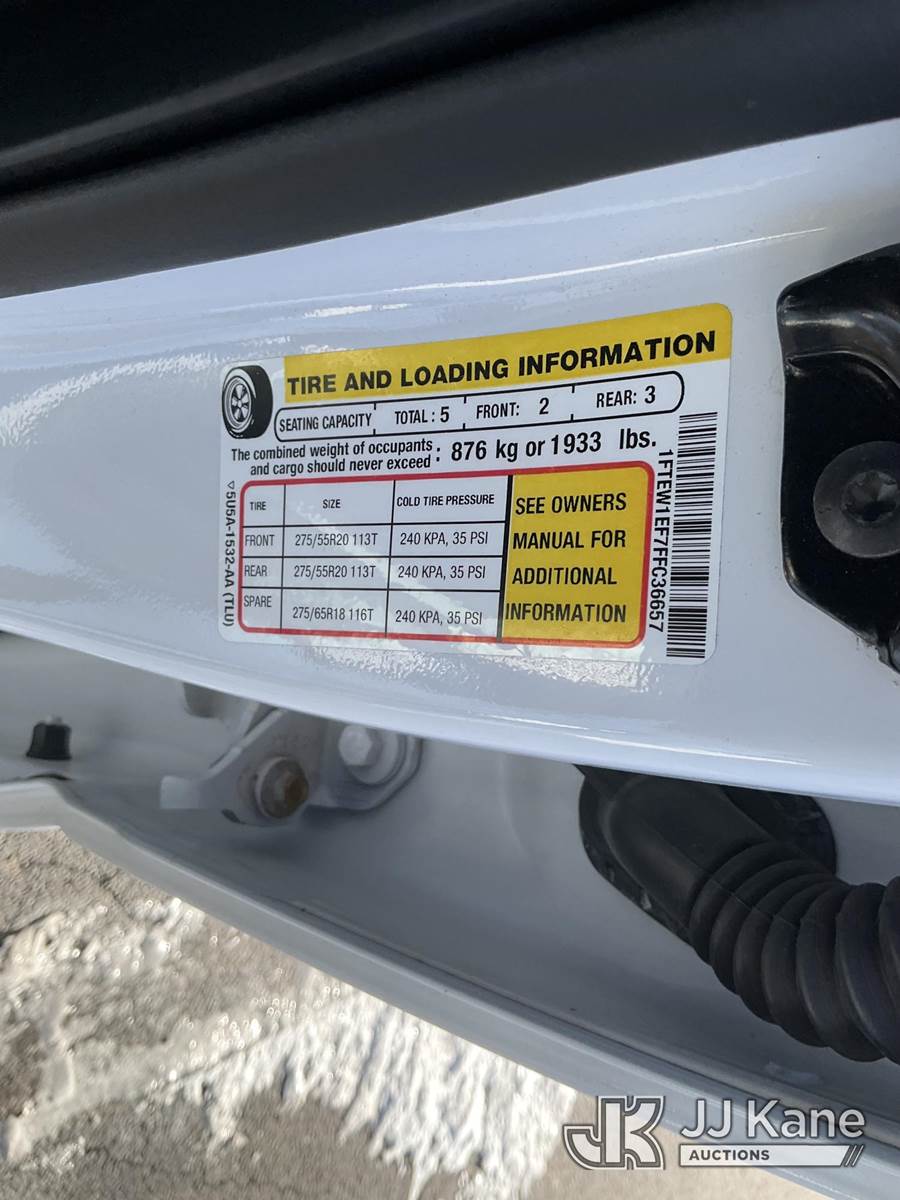 TIRE AND LOADING INFORMATION
SEATING CAPACITY TOTAL: 5 FRONT: 2 REAR: 3
The combined weight of occupants and cargo should never exceed : 876 kg or 1933 lbs.
TIRE SIZE COLD TIRE PRESSURE
FRONT 275/55R20 113T 240 KPA, 35 PSI
REAR 275/55R20 113T 240 KPA, 35 PSI
SPARE 275/65R18 116T 240 KPA, 35 PSI
SEE OWNERS
MANUAL FOR
ADDITIONAL
INFORMATION
5U5A-1532-AA (TLU)
1FTEW1EF7FFC36657
JK JJ Kane
AUCTIONS